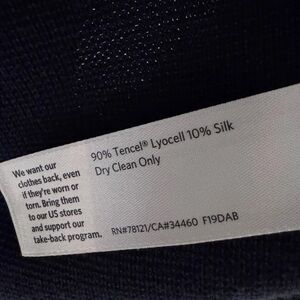 We want our
clothes back, even
if they're worn or
torn. Bring them
to our US stores
and support our
take-back program.
90% Tencel® Lyocell 10% Silk
Dry Clean Only
RN#78121/CA#34460 F19DAB